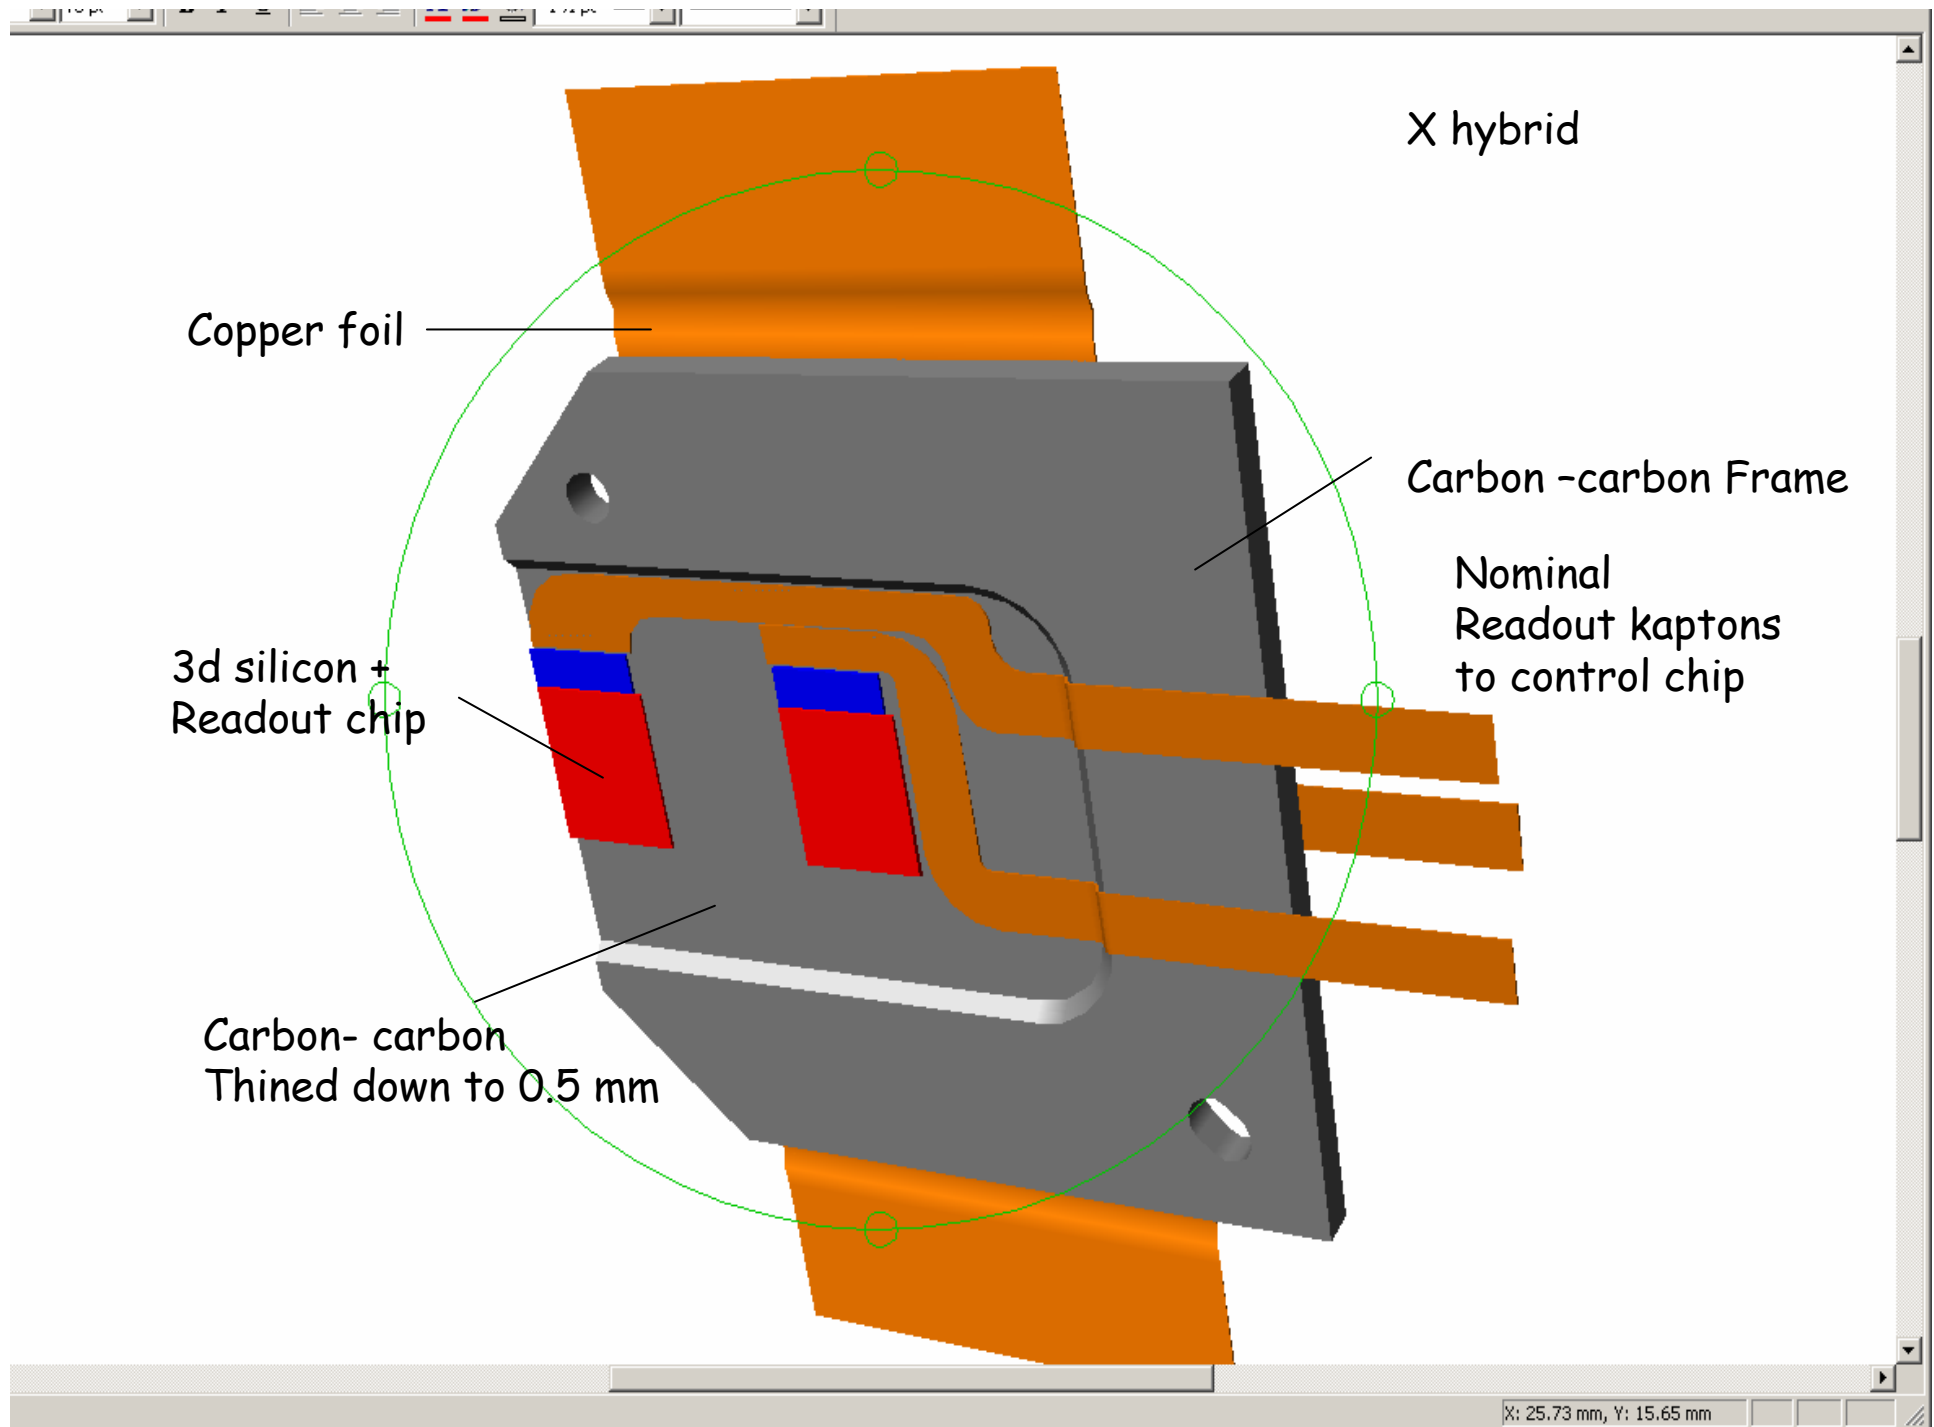 X hybrid
Copper foil
Carbon –carbon Frame
Nominal
Readout kaptons
to control chip
3d silicon +
Readout chip
Carbon- carbon
Thined down to 0.5 mm
X: 25.73 mm, Y: 15.65 mm